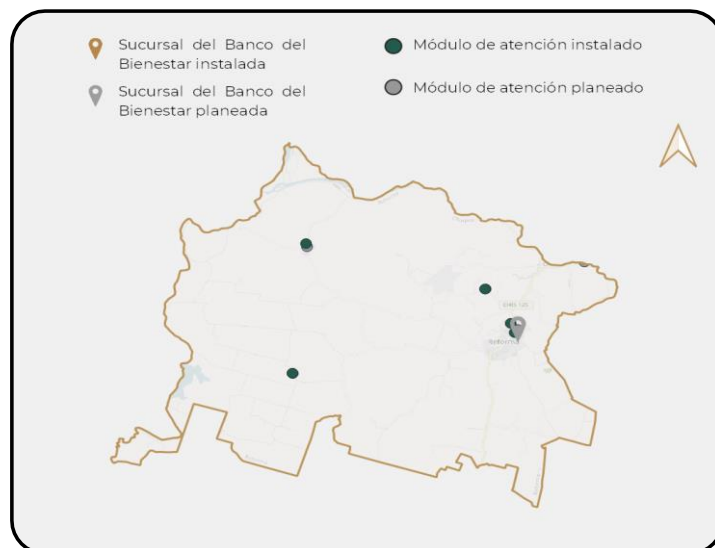 Sucursal del Banco del
Bienestar instalada
Módulo de atención instalado
Sucursal del Banco del
Bienestar planeada
Módulo de atención planeado